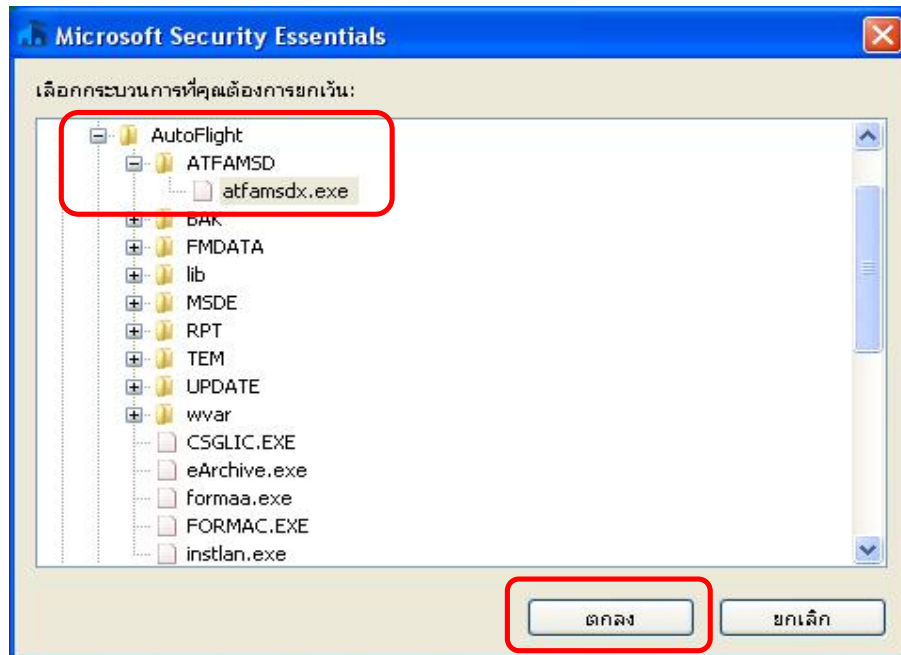 Microsoft Security Essentials
เลือกกระบวนการที่คุณต้องการยกเว้น:
AutoFlight
ATFAMSD
atfamsdx.exe
BAK
FMDATA
lib
MSDE
RPT
TEM
UPDATE
wvar
CSGLIC.EXE
eArchive.exe
formaa.exe
FORMAC.EXE
instlan.exe
ตกลง ยกเลิก